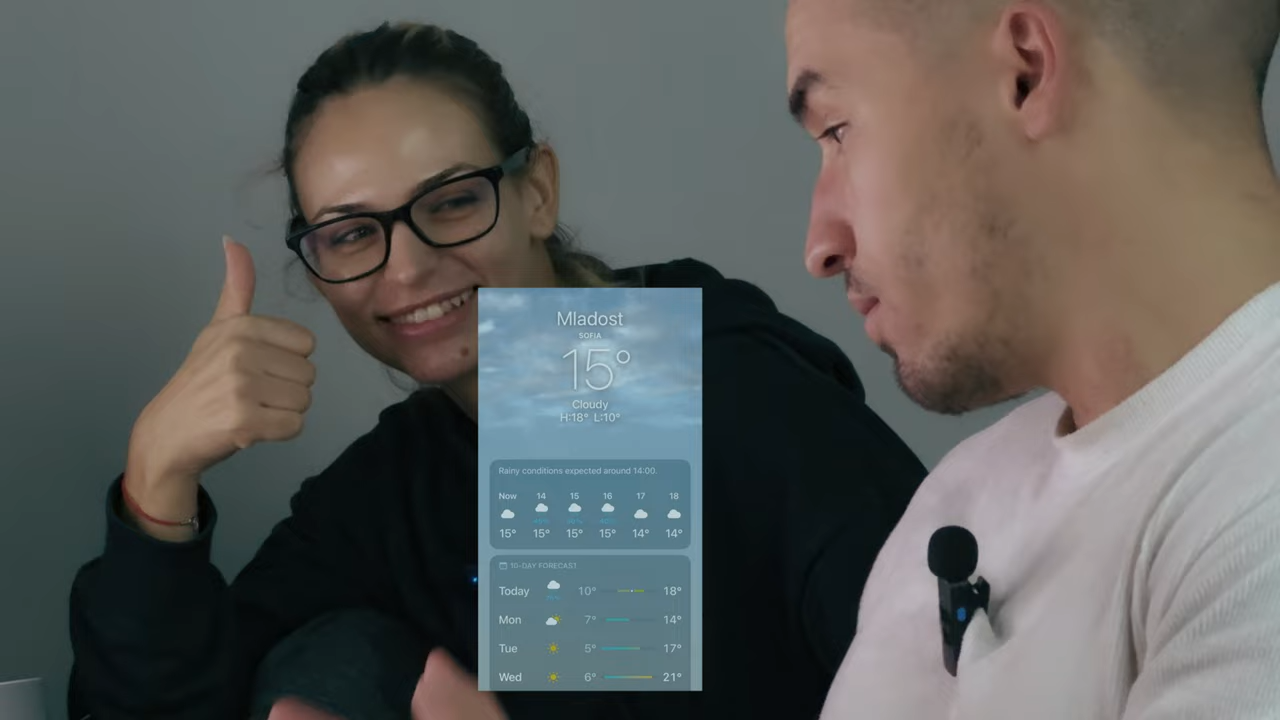 Mladost
SOFIA
15°
Cloudy
H:18° L:10°
Rainy conditions expected around 14:00.
Now 14 15 16 17 18
15° 15° 15° 15° 14° 14°
10-DAY FORECAST
Today 10° 18°
Mon 7° 14°
Tue 5° 17°
Wed 6° 21°